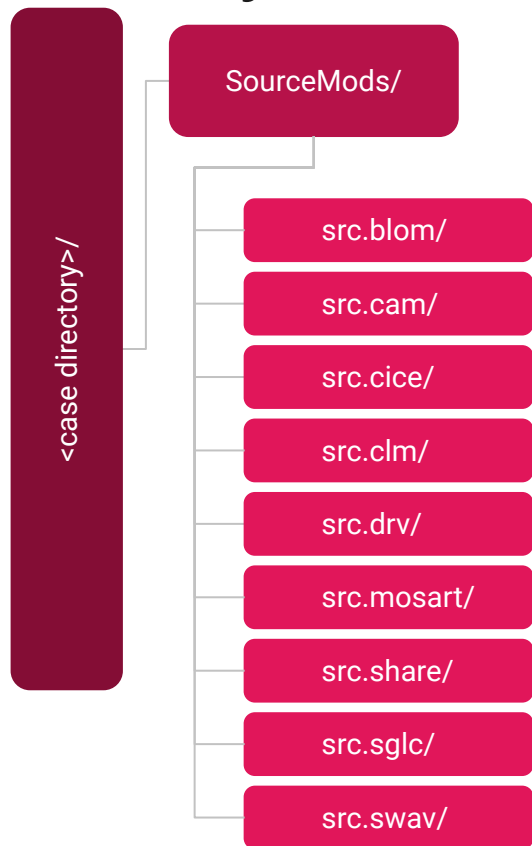 <case directory>/
SourceMods/
src.blom/
src.cam/
src.cice/
src.clm/
src.drv/
src.mosart/
src.share/
src.sglc/
src.swav/